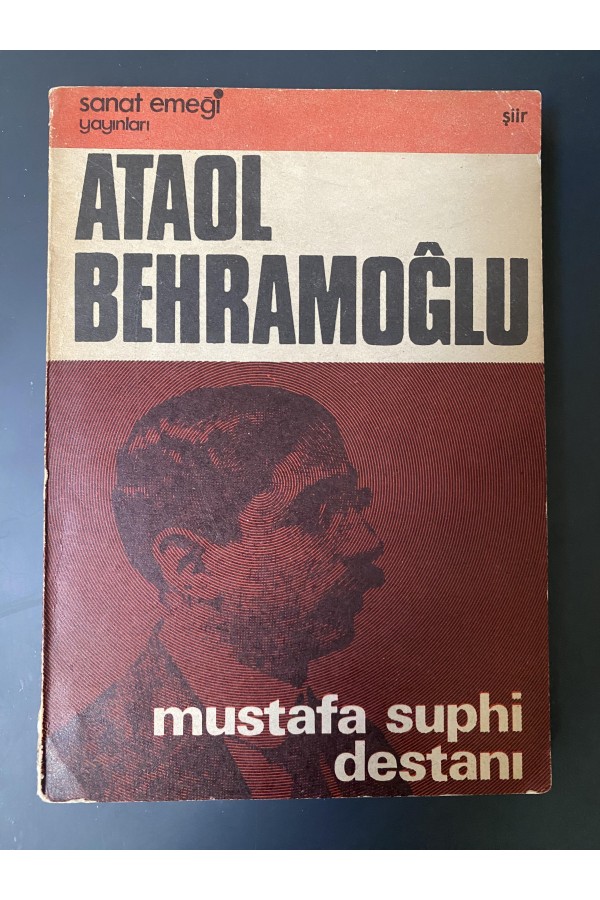 sanat emeği
yayınları
şiir
ATAOL
BEHRAMOĞLU
mustafa suphi
destanı